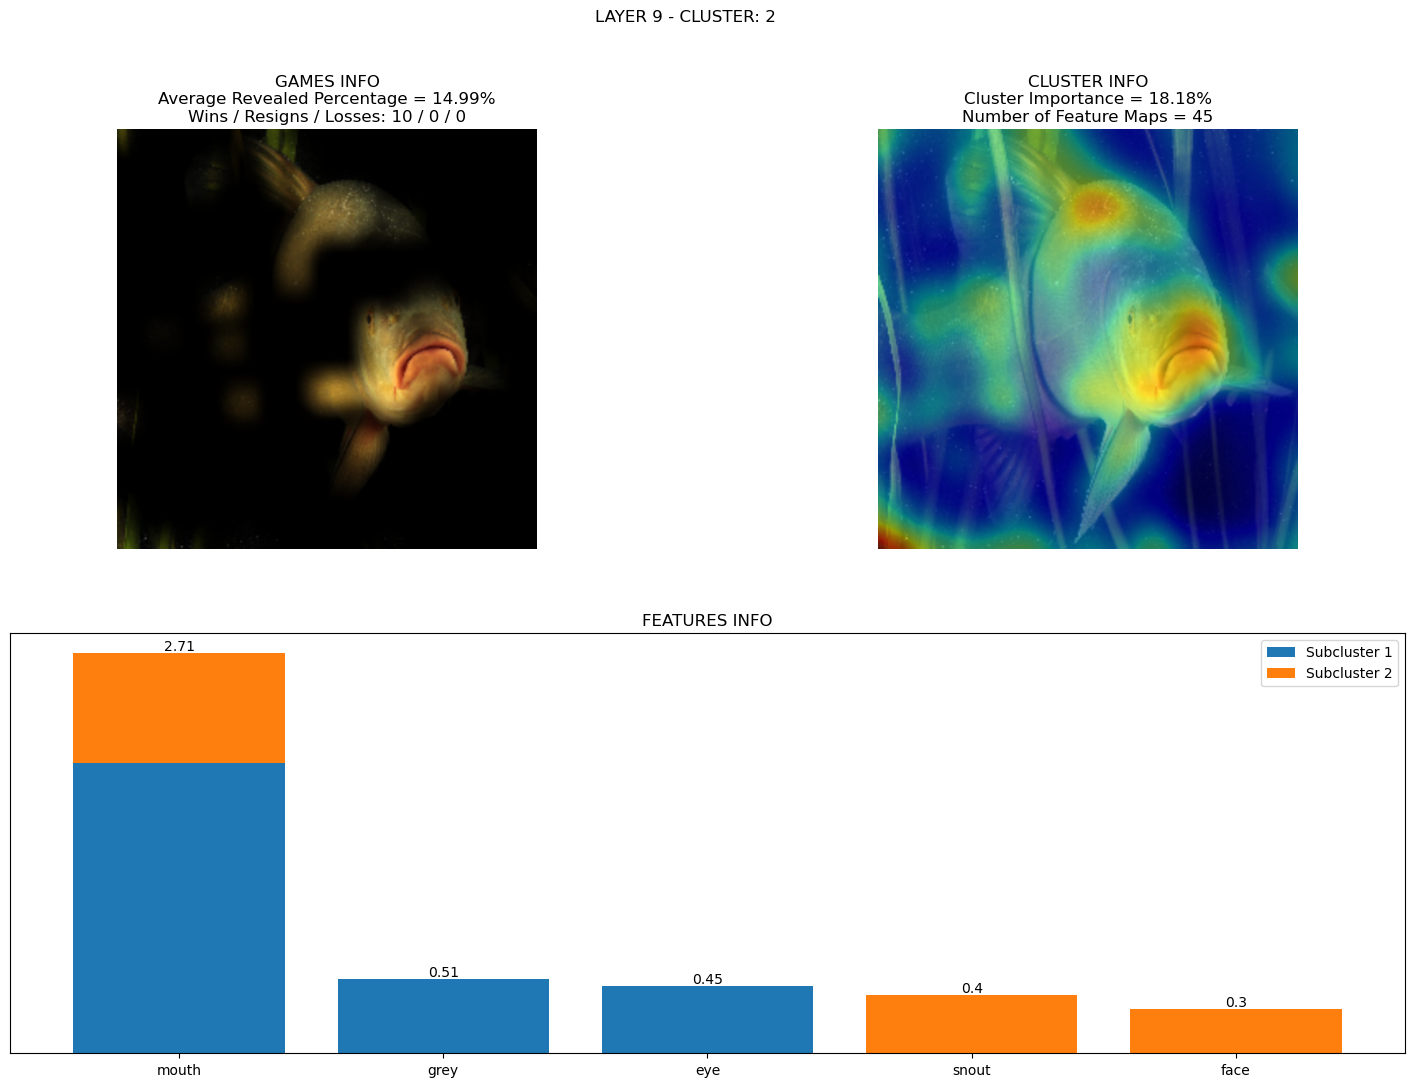 LAYER 9 - CLUSTER: 2
GAMES INFO
Average Revealed Percentage = 14.99%
Wins / Resigns / Losses: 10 / 0 / 0
CLUSTER INFO
Cluster Importance = 18.18%
Number of Feature Maps = 45
FEATURES INFO
Subcluster 1
Subcluster 2
2.71
0.51
0.45
0.4
0.3
mouth
grey
eye
snout
face